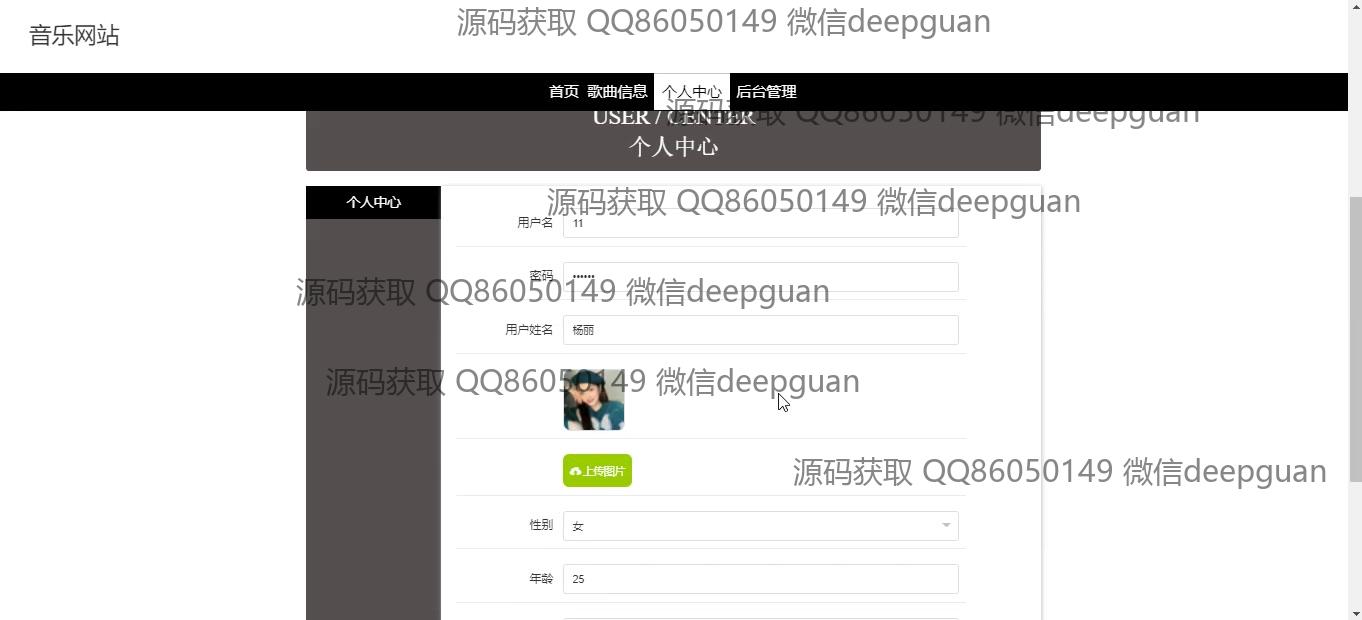 源码获取 QQ86050149 微信deepguan
音乐网站
首页 歌曲信息 个人中心 后台管理
源码获取 QQ86050149 微信deepguan
USER / CENTER
个人中心
个人中心
源码获取 QQ86050149 微信deepguan
用户名 11
密码 ••••••
源码获取 QQ86050149 微信deepguan
用户姓名 杨丽
源码获取 QQ86050149 微信deepguan
上传图片
源码获取 QQ86050149 微信deepguan
性别 女
年龄 25